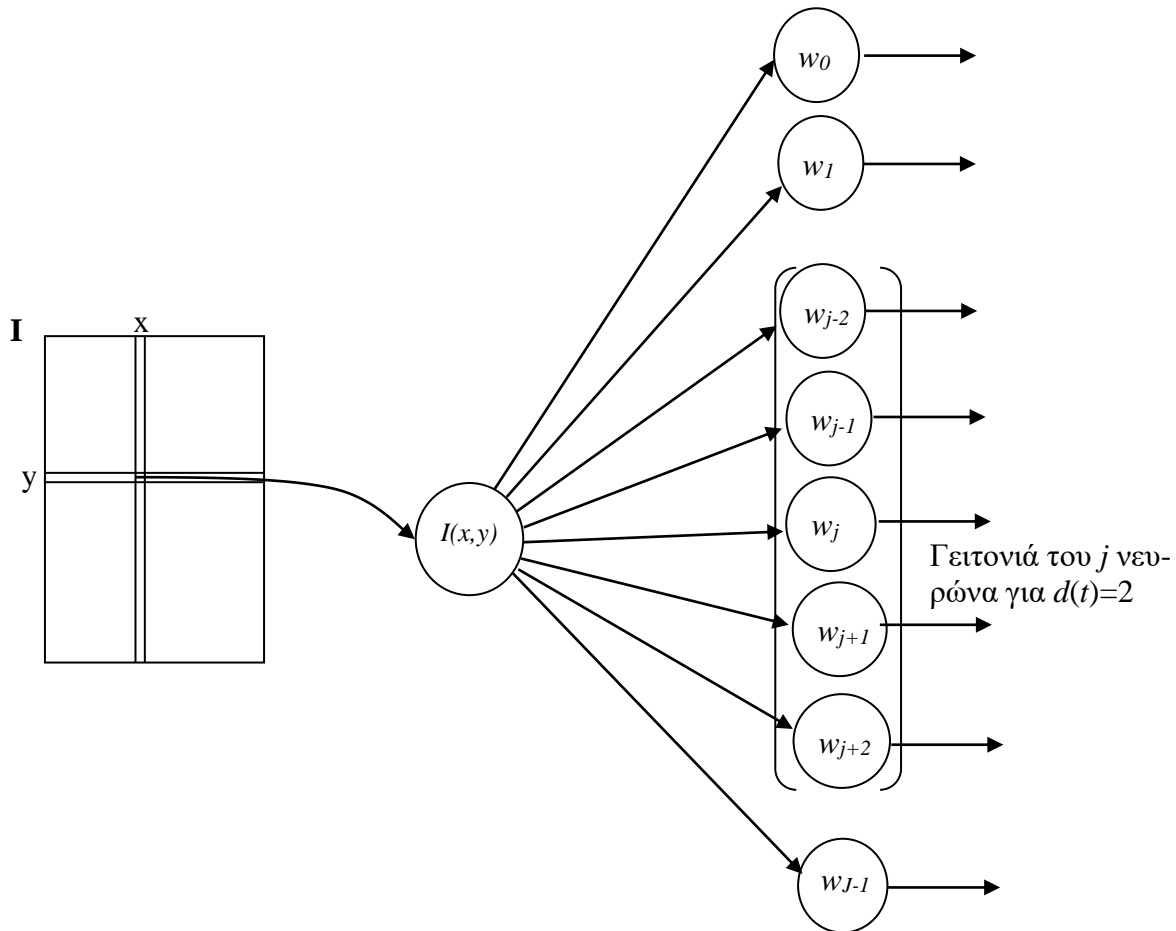 w0
w1
wj-2
x
I
wj-1
y
I(x,y)
wj
Γειτονιά του j νευ-
ρώνα για d(t)=2
wj+1
wj+2
wJ-1